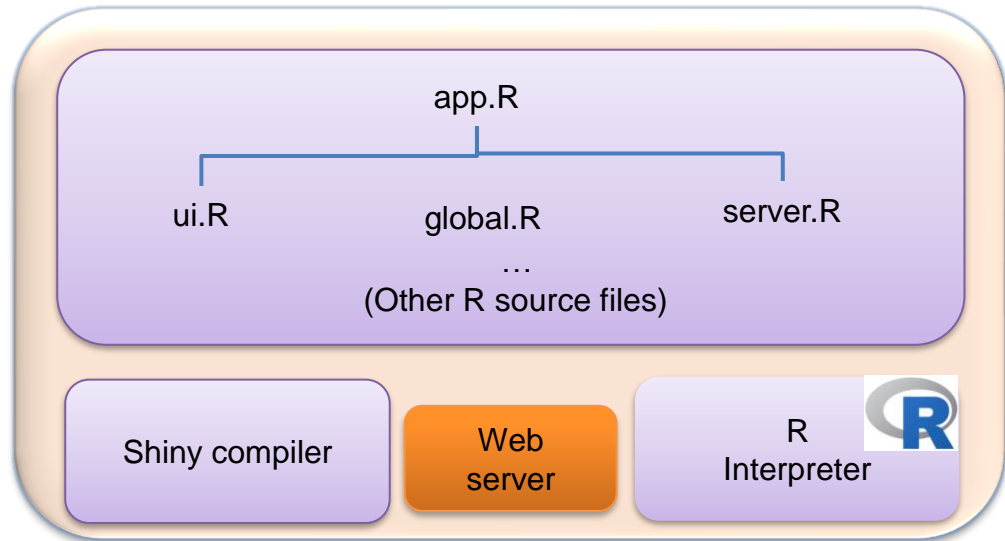 app.R
ui.R
global.R
server.R
…
(Other R source files)
Shiny compiler
Web
server
R
Interpreter
R